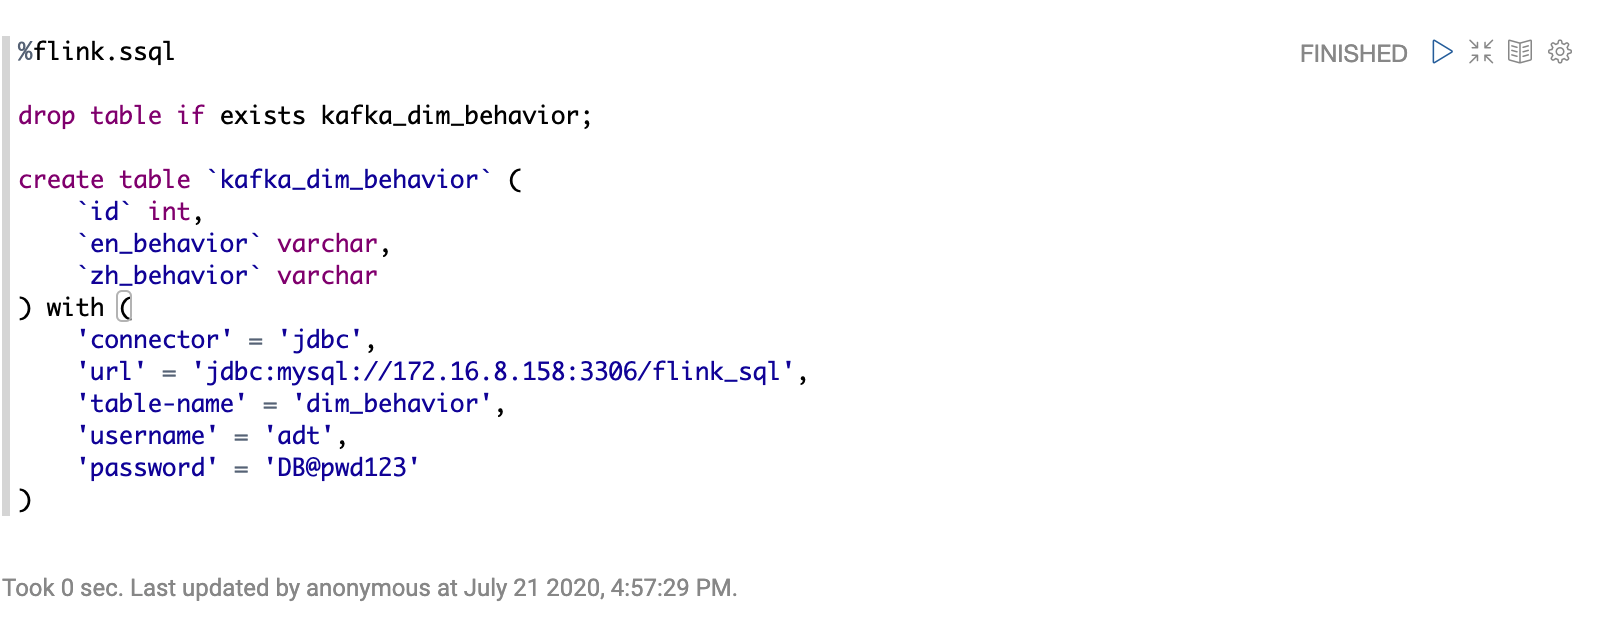 %flink.ssql
FINISHED
drop table if exists kafka_dim_behavior;
create table `kafka_dim_behavior` (
    `id` int,
    `en_behavior` varchar,
    `zh_behavior` varchar
) with (
    'connector' = 'jdbc',
    'url' = 'jdbc:mysql://172.16.8.158:3306/flink_sql',
    'table-name' = 'dim_behavior',
    'username' = 'adt',
    'password' = 'DB@pwd123'
)
Took 0 sec. Last updated by anonymous at July 21 2020, 4:57:29 PM.